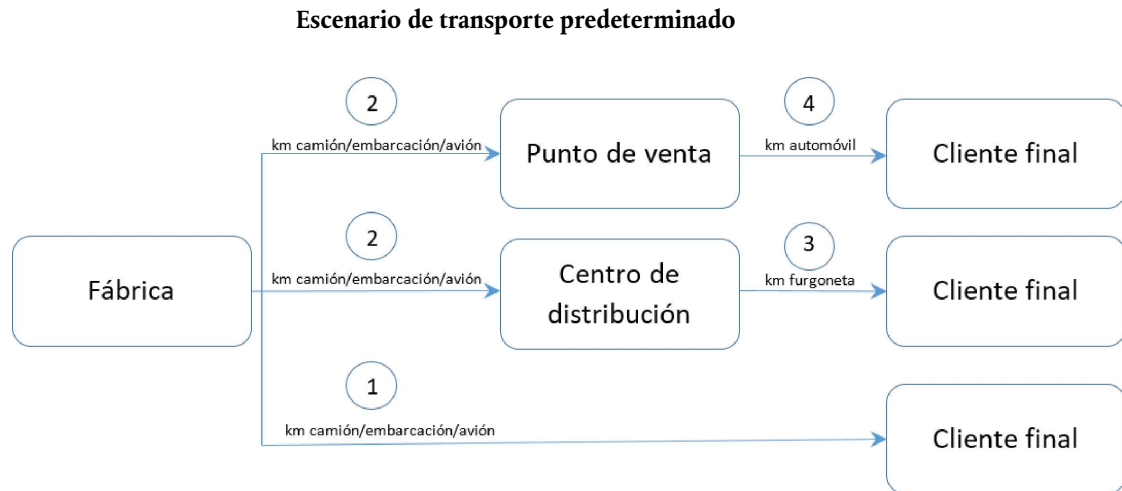 Escenario de transporte predeterminado
2
km camión/embarcación/avión
Punto de venta
4
km automóvil
Cliente final
Fábrica
2
km camión/embarcación/avión
Centro de
distribución
3
km furgoneta
Cliente final
1
km camión/embarcación/avión
Cliente final